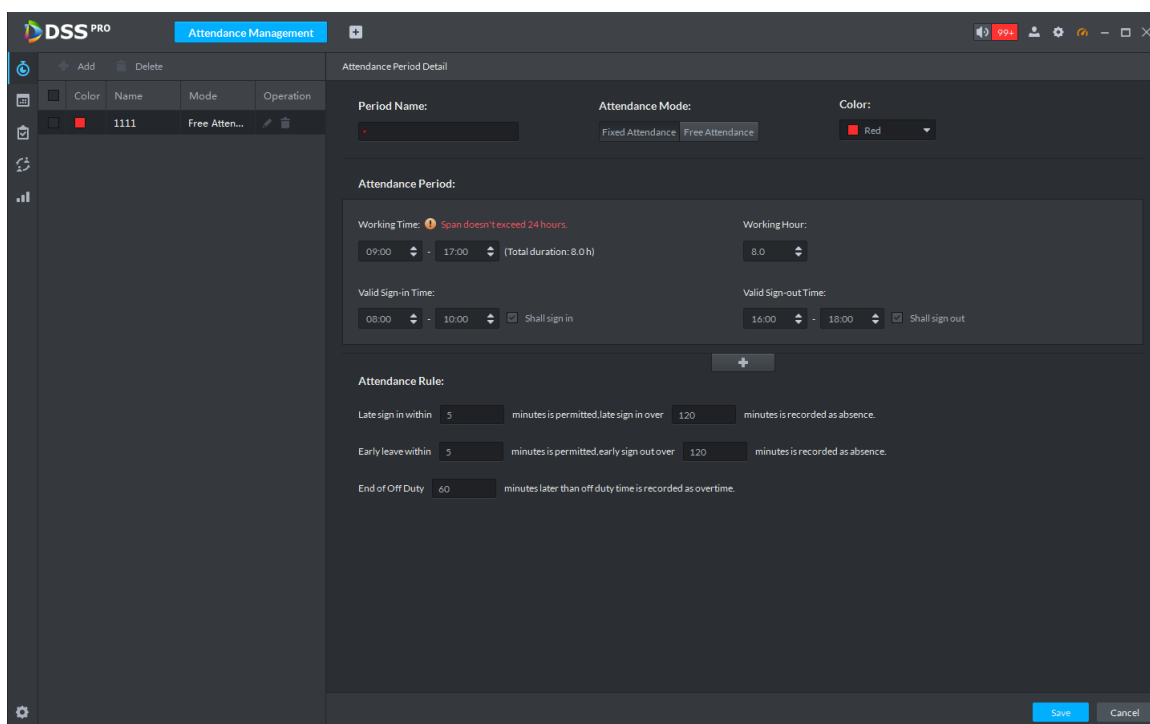 DSS PRO Attendance Management 99+
Add Delete Attendance Period Detail
Color Name Mode Operation
1111 Free Atten...
Period Name: Attendance Mode: Color:
* Fixed Attendance Free Attendance Red
Attendance Period:
Working Time: Span doesn't exceed 24 hours. Working Hour:
09:00 - 17:00 (Total duration: 8.0 h) 8.0
Valid Sign-in Time: Valid Sign-out Time:
08:00 - 10:00 Shall sign in 16:00 - 18:00 Shall sign out
Attendance Rule:
Late sign in within 5 minutes is permitted,late sign in over 120 minutes is recorded as absence.
Early leave within 5 minutes is permitted,early sign out over 120 minutes is recorded as absence.
End of Off Duty 60 minutes later than off duty time is recorded as overtime.
Save Cancel